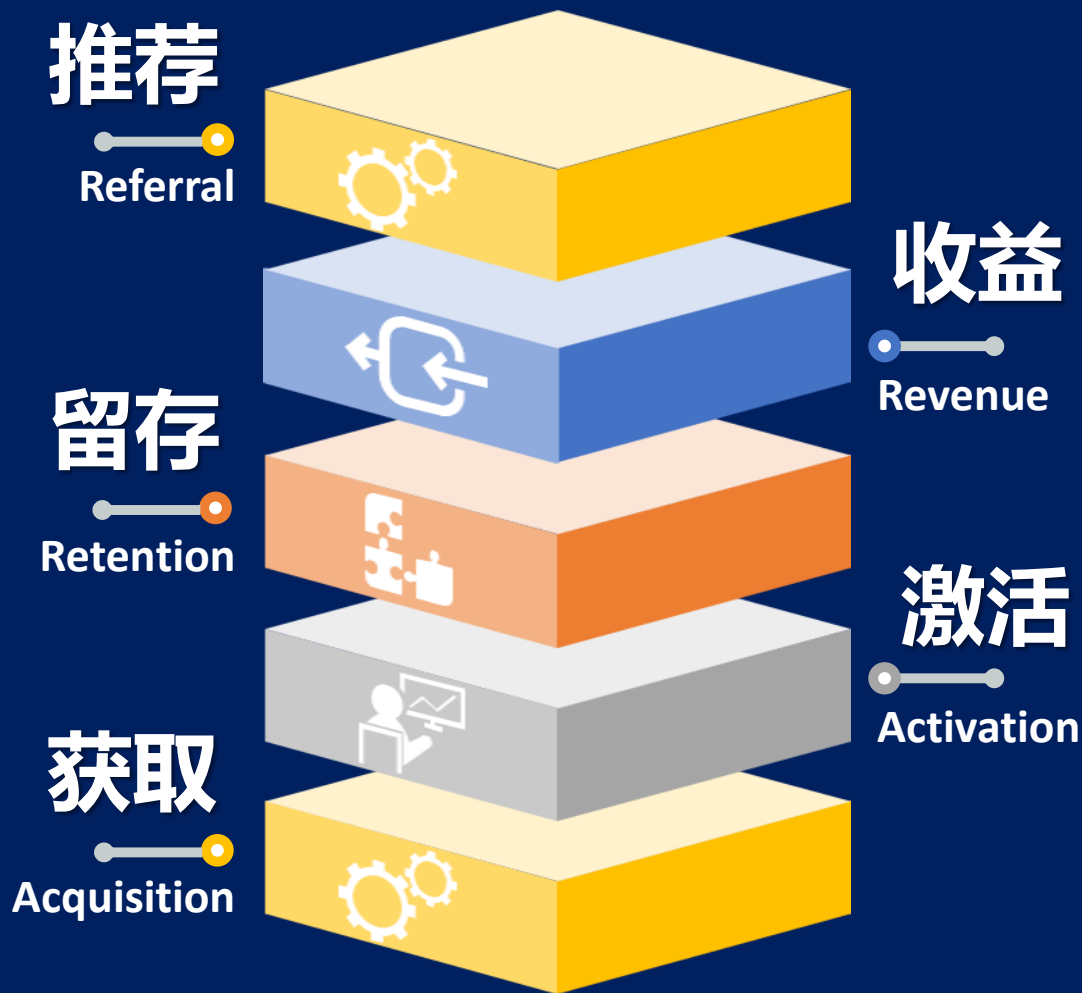 推荐
Referral
收益
Revenue
留存
Retention
激活
Activation
获取
Acquisition